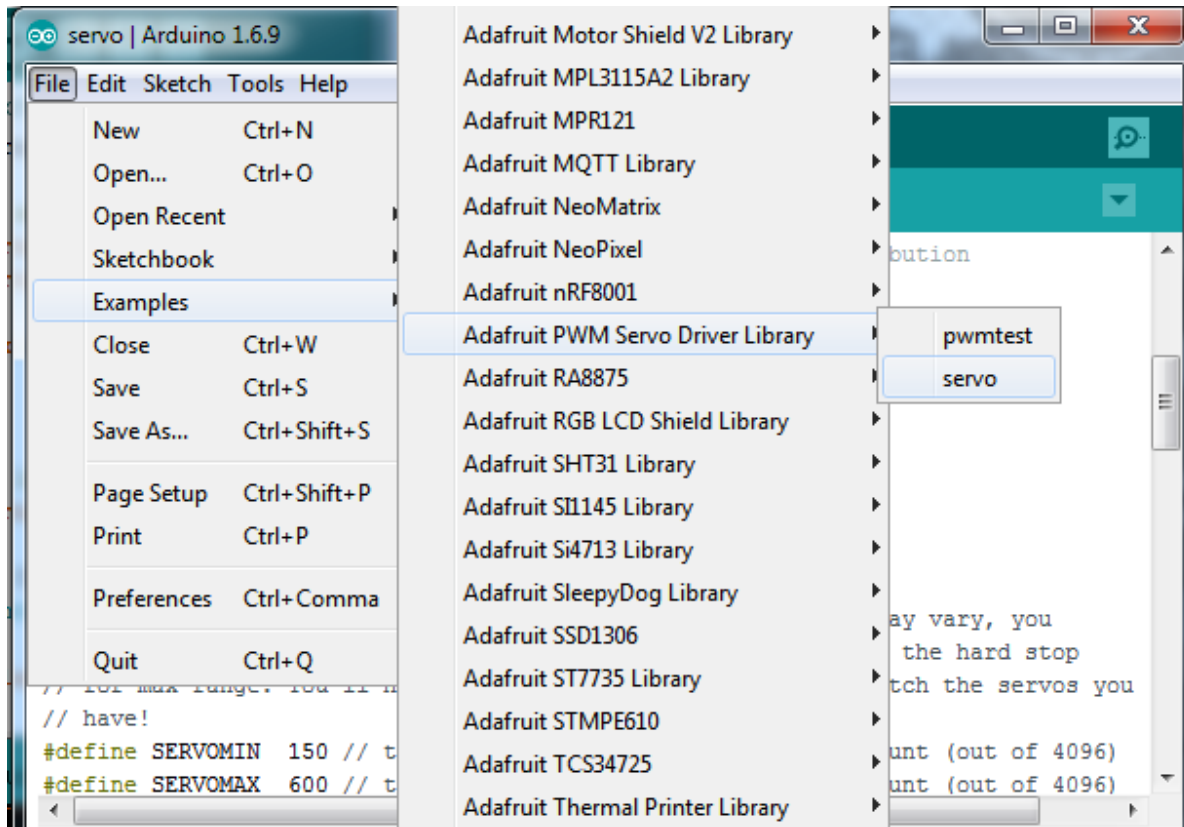 servo | Arduino 1.6.9
File Edit Sketch Tools Help
New Ctrl+N
Open... Ctrl+O
Open Recent
Sketchbook
Examples
Close Ctrl+W
Save Ctrl+S
Save As... Ctrl+Shift+S
Page Setup Ctrl+Shift+P
Print Ctrl+P
Preferences Ctrl+Comma
Quit Ctrl+Q
Adafruit Motor Shield V2 Library
Adafruit MPL3115A2 Library
Adafruit MPR121
Adafruit MQTT Library
Adafruit NeoMatrix
Adafruit NeoPixel
Adafruit nRF8001
Adafruit PWM Servo Driver Library
Adafruit RA8875
Adafruit RGB LCD Shield Library
Adafruit SHT31 Library
Adafruit SI1145 Library
Adafruit Si4713 Library
Adafruit SleepyDog Library
Adafruit SSD1306
Adafruit ST7735 Library
Adafruit STMPE610
Adafruit TCS34725
Adafruit Thermal Printer Library
pwmtest
servo
bution
ay vary, you
the hard stop
// for max range. You'll tch the servos you
// have!
#define SERVOMIN 150 // t unt (out of 4096)
#define SERVOMAX 600 // t unt (out of 4096)